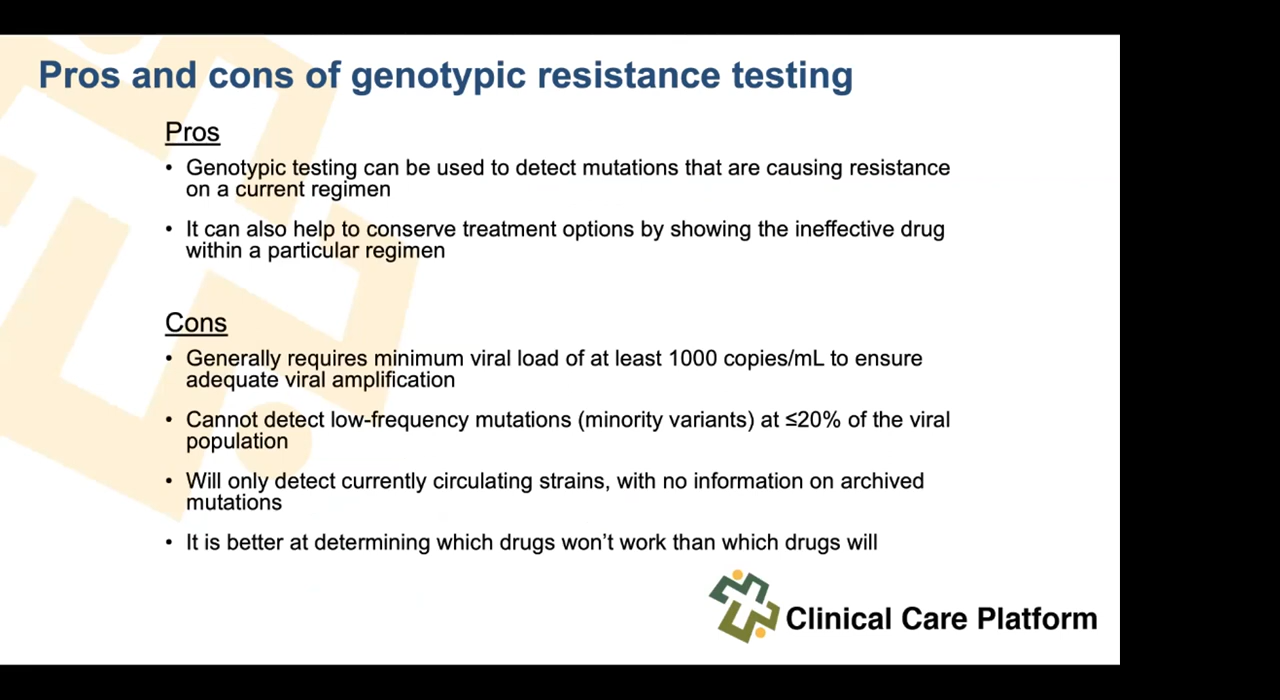 Pros and cons of genotypic resistance testing
Pros
• Genotypic testing can be used to detect mutations that are causing resistance
on a current regimen
• It can also help to conserve treatment options by showing the ineffective drug
within a particular regimen
Cons
• Generally requires minimum viral load of at least 1000 copies/mL to ensure
adequate viral amplification
• Cannot detect low-frequency mutations (minority variants) at ≤20% of the viral
population
• Will only detect currently circulating strains, with no information on archived
mutations
• It is better at determining which drugs won’t work than which drugs will
Clinical Care Platform